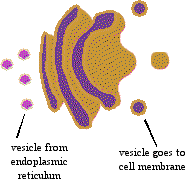 vesicle from
endoplasmic
reticulum
vesicle goes to
cell membrane